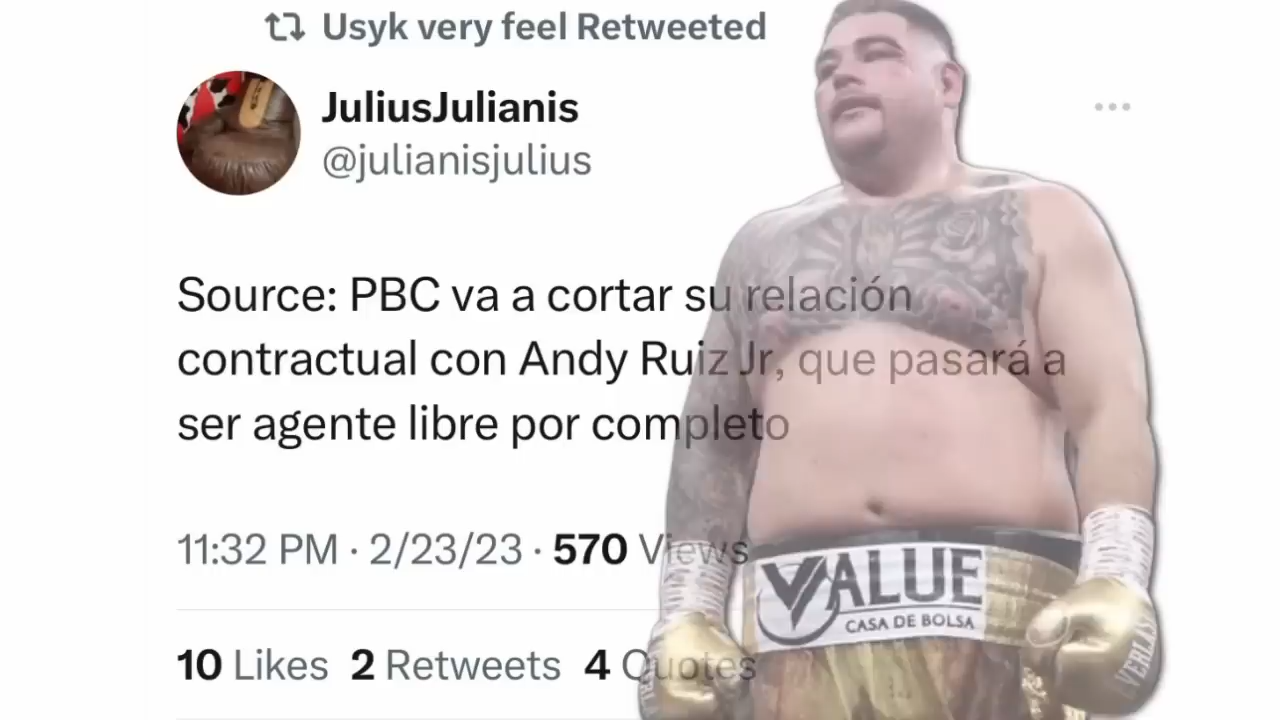 Usyk very feel Retweeted
JuliusJulianis
@julianisjulius
Source: PBC va a cortar su relación
contractual con Andy Ruiz Jr, que pasará a
ser agente libre por completo
11:32 PM · 2/23/23 · 570 Views
10 Likes 2 Retweets 4 Quotes
VALUE
CASA DE BOLSA